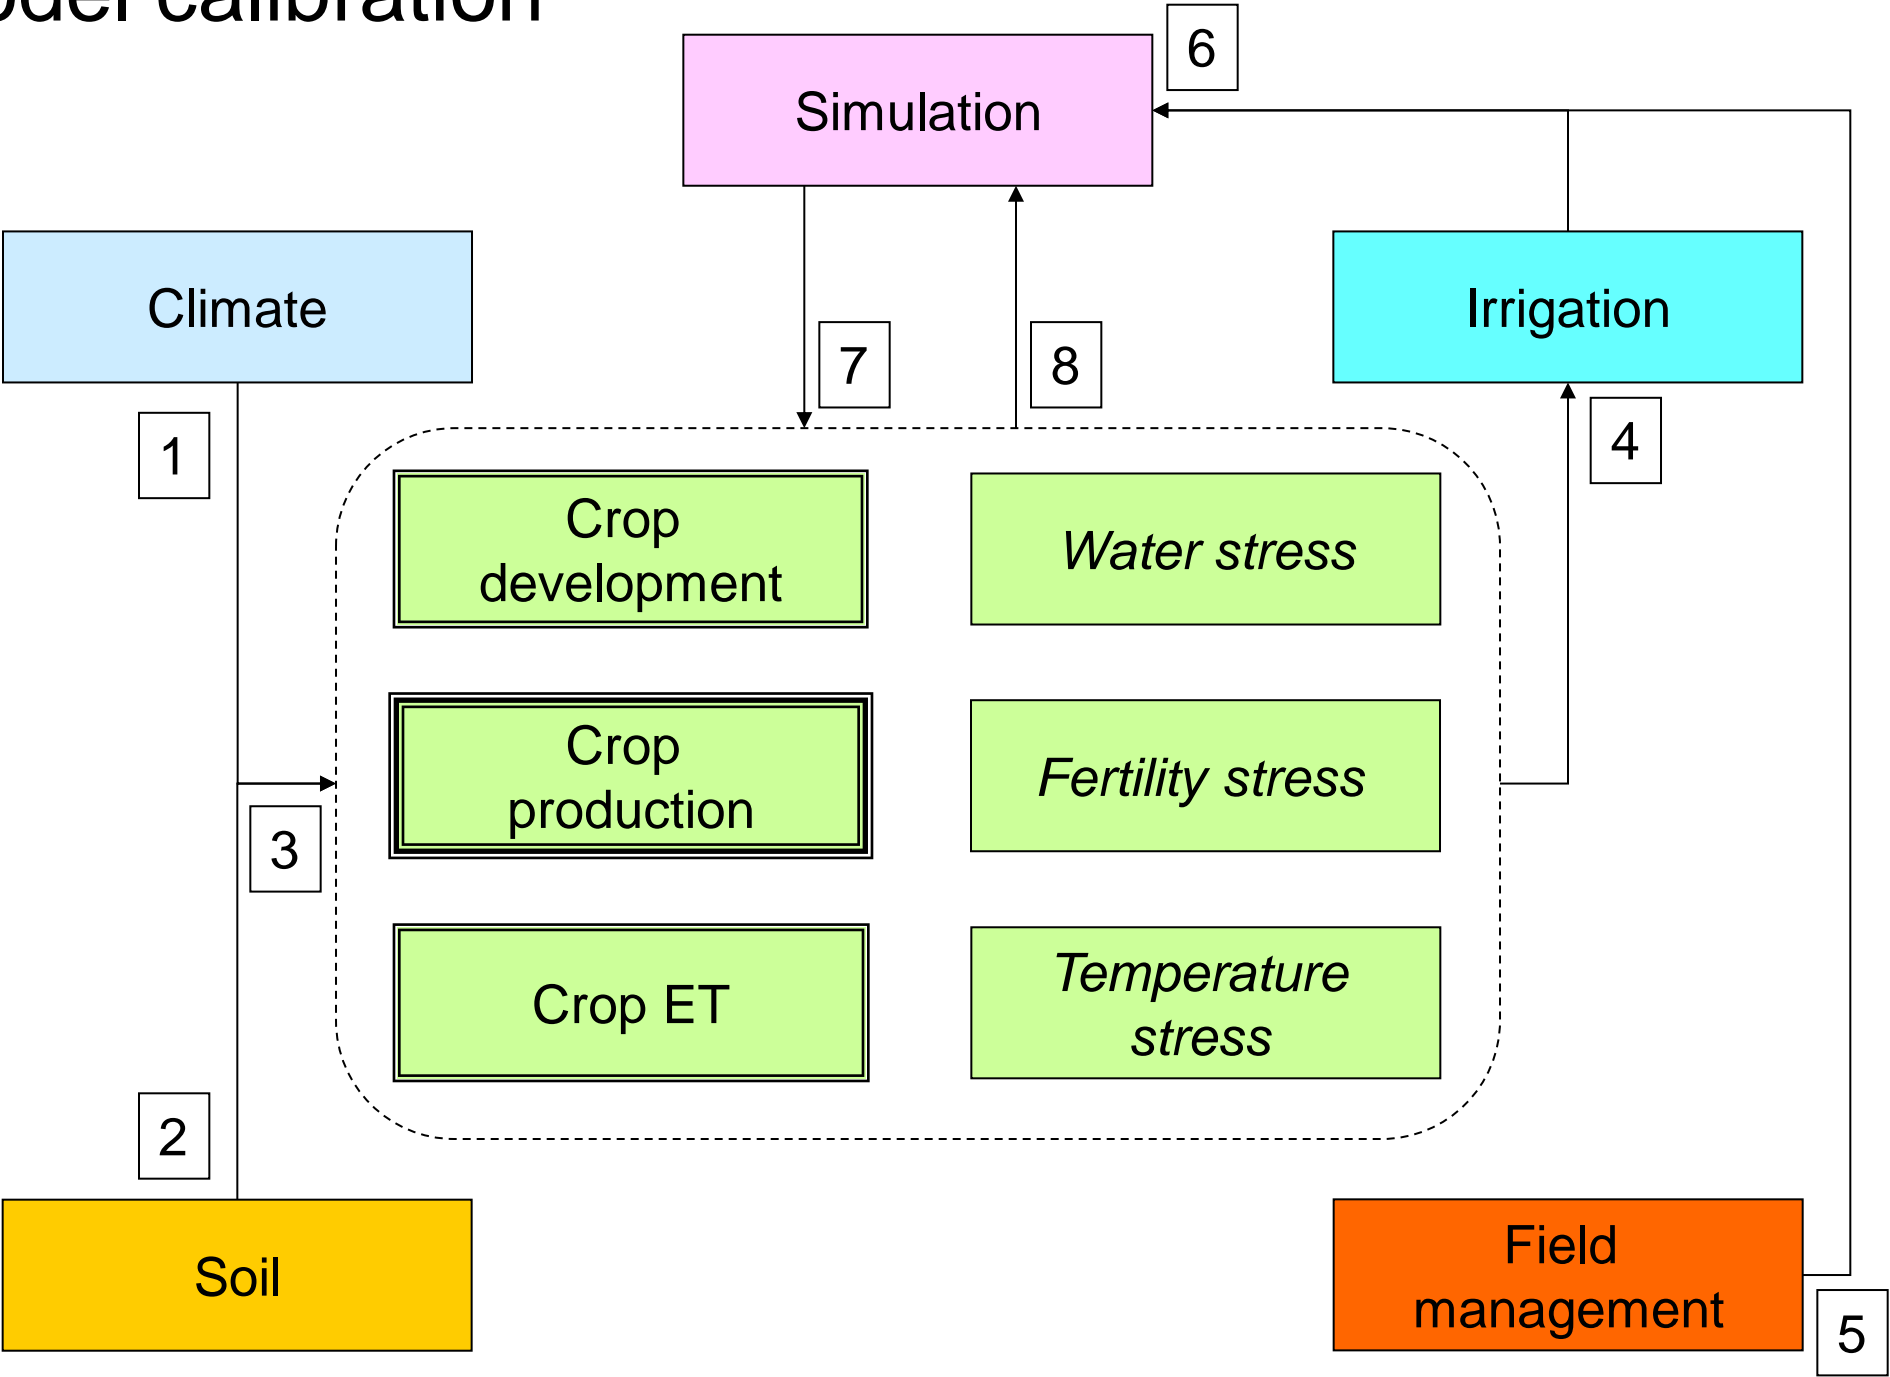 calibration
6
Simulation
Climate
Irrigation
7
8
4
1
Crop
development
Water stress
Crop
production
Fertility stress
3
Crop ET
Temperature
stress
2
Soil
Field
management
5